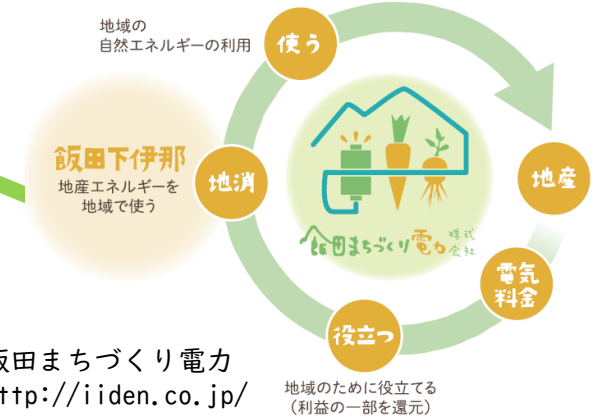 地域の
自然エネルギーの利用
使う
飯田下伊那
地産エネルギーを
地域で使う
地消
地産
飯田まちづくり電力
株式
会社
電気
料金
役立つ
飯田まちづくり電力
ttp://iiden.co.jp/
地域のために役立てる
（利益の一部を還元）